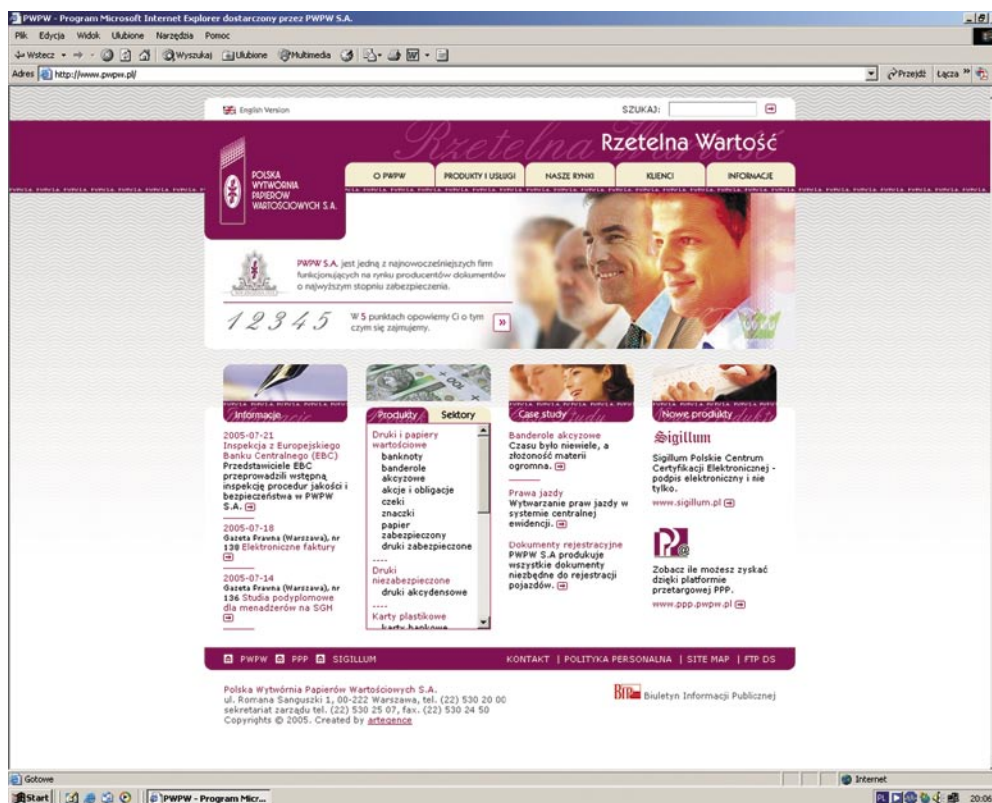 PWPW - Program Microsoft Internet Explorer dostarczony przez PWPW S.A.
Plik Edycja Widok Ulubione Narzędzia Pomoc
Wstecz Wyszukaj Ulubione Multimedia
Adres http://www.pwpw.pl/ Przejdź Łącza »
English Version SZUKAJ:
Rzetelna Wartość
Rzetelna Wartość
POLSKA
WYTWÓRNIA
PAPIERÓW
WARTOŚCIOWYCH S.A.
O PWPW PRODUKTY I USŁUGI NASZE RYNKI KLIENCI INFORMACJE
PWPW S.A. jest jedną z najnowocześniejszych firm
funkcjonujących na rynku producentów dokumentów
o najwyższym stopniu zabezpieczenia.
1 2 3 4 5
W 5 punktach opowiemy Ci o tym
czym się zajmujemy.
Informacje
2005-07-21
Inspekcja z Europejskiego
Banku Centralnego (EBC)
Przedstawiciele EBC
przeprowadzili wstępną
inspekcję procedur jakości i
bezpieczeństwa w PWPW
S.A.
2005-07-18
Gazeta Prawna (Warszawa), nr
138 Elektroniczne faktury
2005-07-14
Gazeta Prawna (Warszawa), nr
136 Studia podyplomowe
dla menadżerów na SGH
100
Produkty Sektory
Druki i papiery
wartościowe
banknoty
banderole
akcyzowe
akcje i obligacje
czeki
znaczki
papier
zabezpieczony
druki zabezpieczone
----
Druki
niezabezpieczone
druki akcydensowe
----
Karty plastikowe
karty bankowe
Case study
Banderole akcyzowe
Czasu było niewiele, a
złożoność materii
ogromna.
Prawa jazdy
Wytwarzanie praw jazdy w
systemie centralnej
ewidencji.
Dokumenty rejestracyjne
PWPW S.A produkuje
wszystkie dokumenty
niezbędne do rejestracji
pojazdów.
Nowe produkty
Sigillum
Sigillum Polskie Centrum
Certyfikacji Elektronicznej -
podpis elektroniczny i nie
tylko.
www.sigillum.pl
P@
Zobacz ile możesz zyskać
dzięki platformie
przetargowej PPP.
www.ppp.pwpw.pl
PWPW PPP SIGILLUM KONTAKT | POLITYKA PERSONALNA | SITE MAP | FTP DS
Polska Wytwórnia Papierów Wartościowych S.A.
ul. Romana Sanguszki 1, 00-222 Warszawa, tel. (22) 530 20 00
sekretariat zarządu tel. (22) 530 25 07, fax. (22) 530 24 50
Copyrights © 2005. Created by artegence
Biuletyn Informacji Publicznej
Gotowe Internet
Start PWPW - Program Micr... PL 20:06